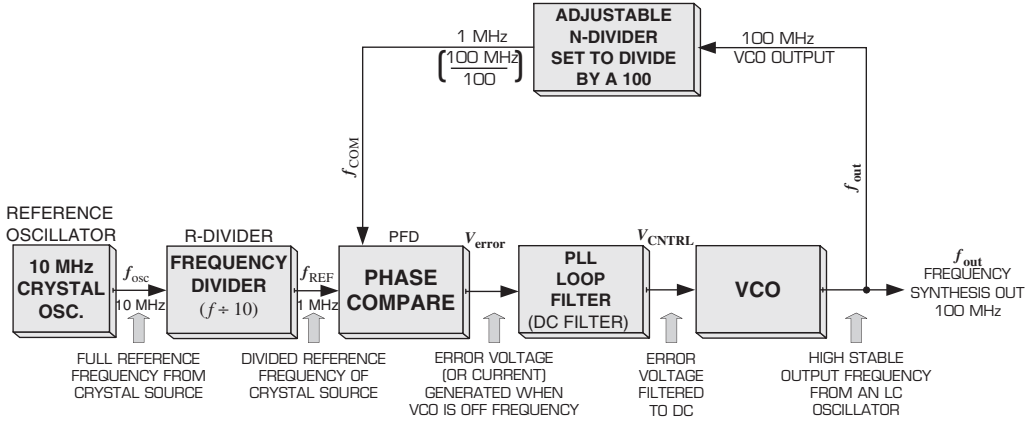 ADJUSTABLE
N-DIVIDER
SET TO DIVIDE
BY A 100
1 MHz
(100 MHz / 100)
100 MHz
VCO OUTPUT
fCOM
fout
REFERENCE
OSCILLATOR
10 MHz
CRYSTAL
OSC.
fosc
10 MHz
R-DIVIDER
FREQUENCY
DIVIDER
(f ÷ 10)
fREF
1 MHz
PFD
PHASE
COMPARE
Verror
PLL
LOOP
FILTER
(DC FILTER)
VCNTRL
VCO
fout
FREQUENCY
SYNTHESIS OUT
100 MHz
FULL REFERENCE
FREQUENCY FROM
CRYSTAL SOURCE
DIVIDED REFERENCE
FREQUENCY OF
CRYSTAL SOURCE
ERROR VOLTAGE
(OR CURRENT)
GENERATED WHEN
VCO IS OFF FREQUENCY
ERROR
VOLTAGE
FILTERED
TO DC
HIGH STABLE
OUTPUT FREQUENCY
FROM AN LC
OSCILLATOR